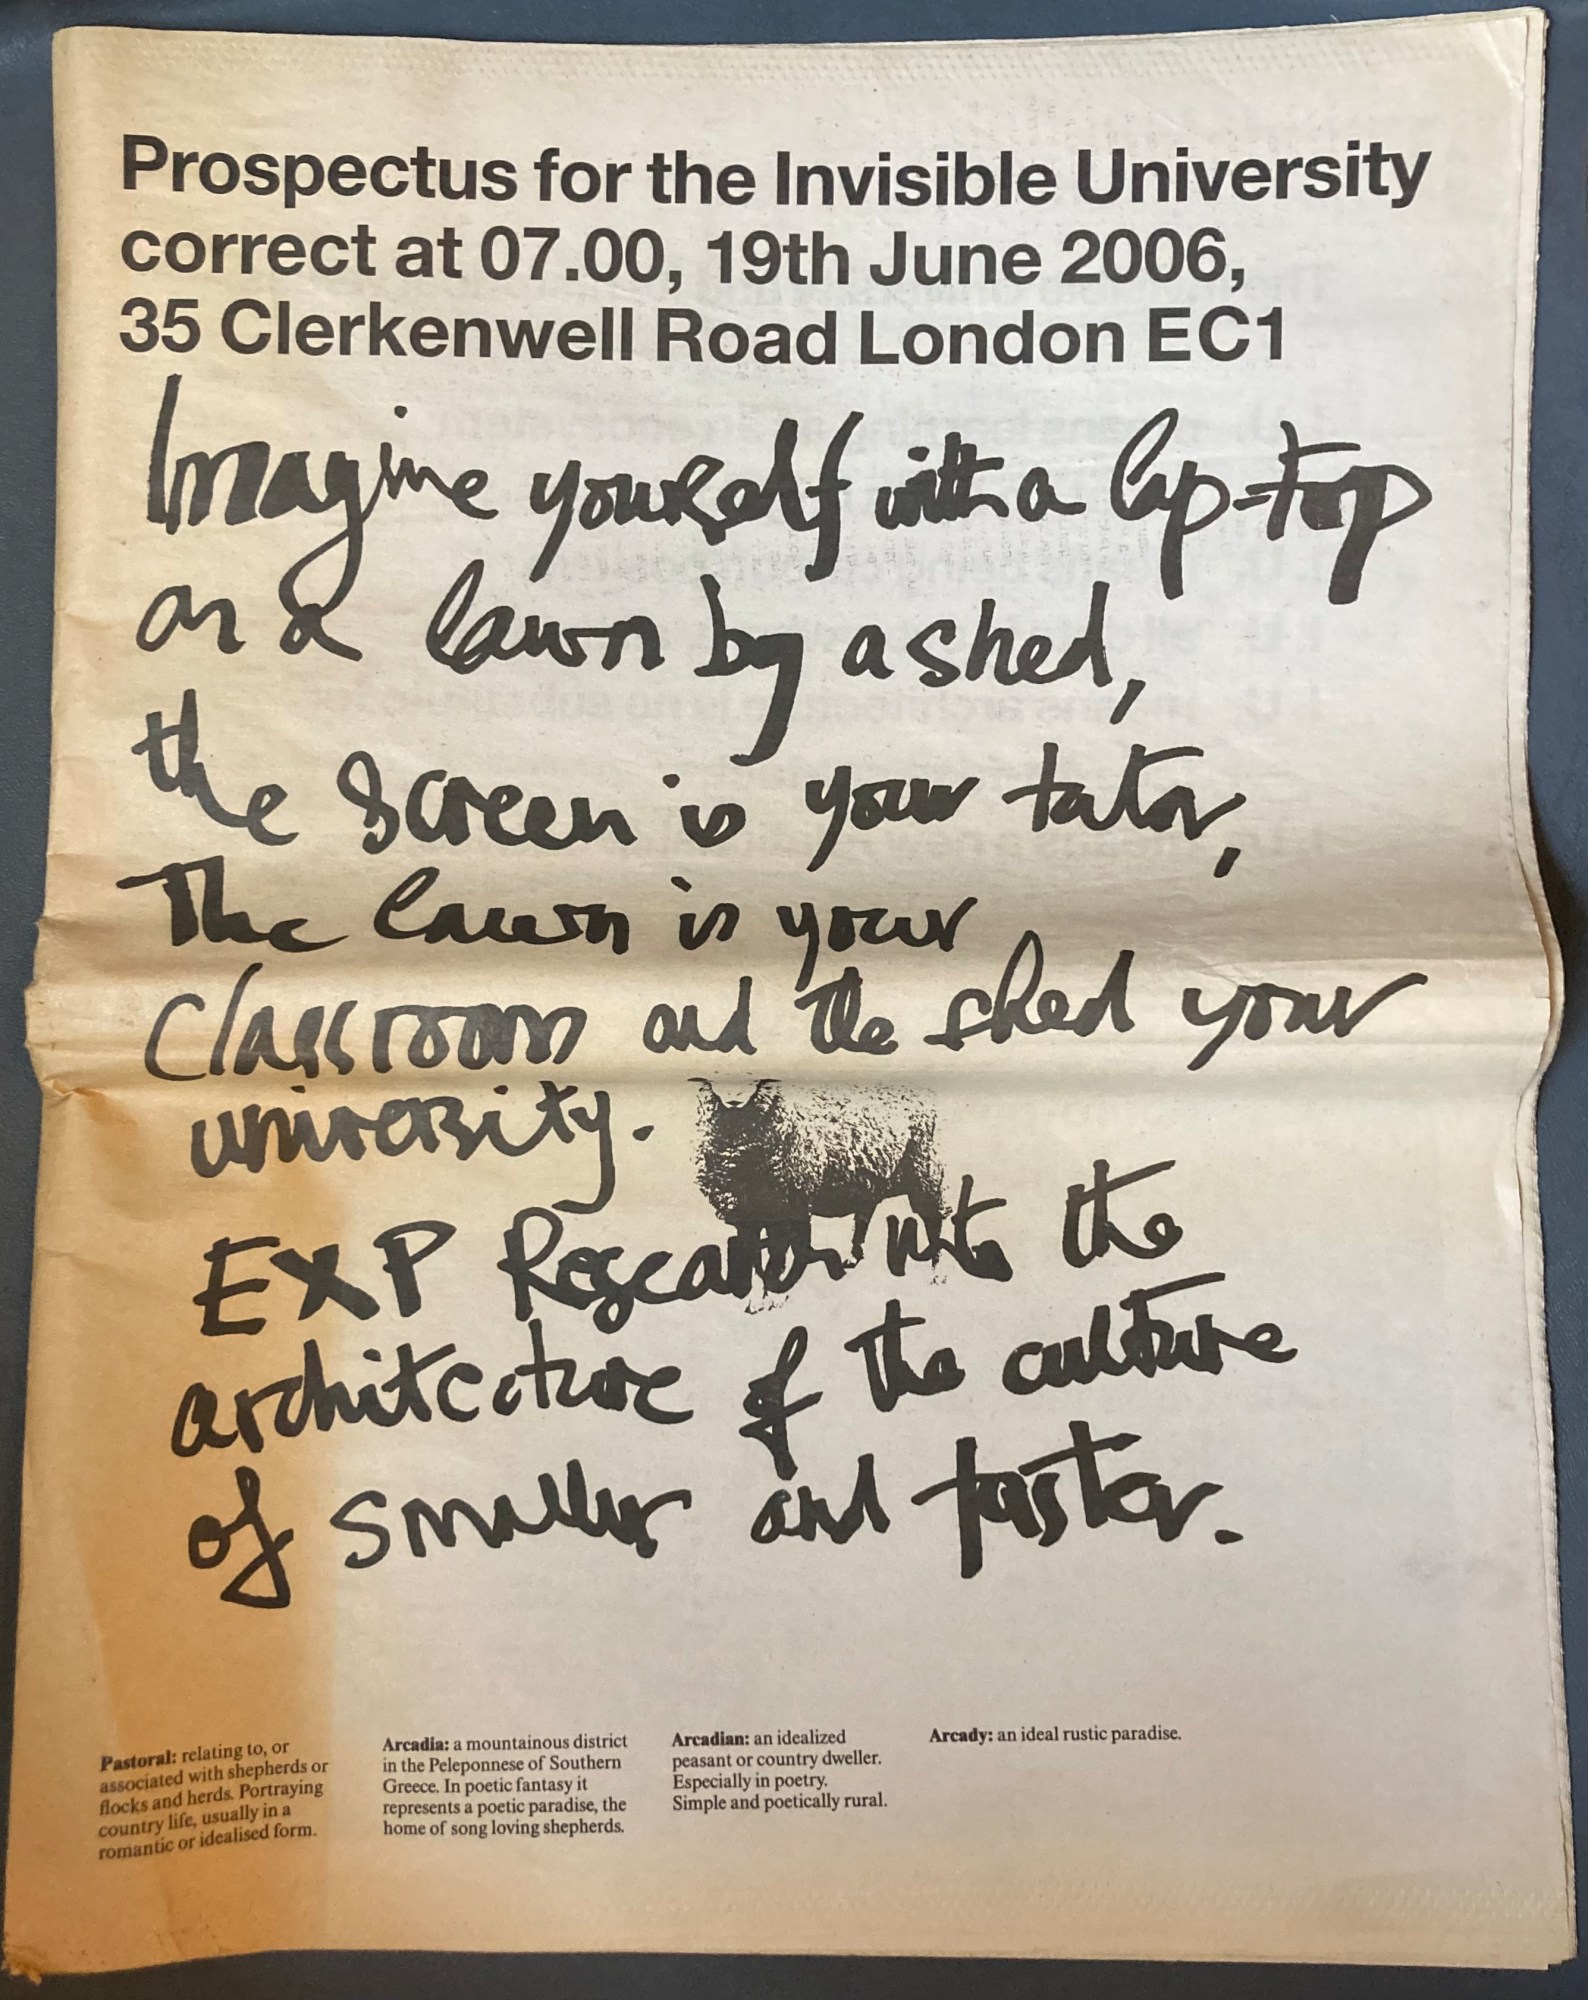 Prospectus for the Invisible University
correct at 07.00, 19th June 2006,
35 Clerkenwell Road London EC1
Imagine yourself with a lap-top
on a lawn by a shed,
the screen is your tutor,
The lawn is your
classroom and the shed your
university.
EXP Research into the
architecture of the culture
of smaller and faster.
Pastoral: relating to, or
associated with shepherds or
flocks and herds. Portraying
country life, usually in a
romantic or idealised form.
Arcadia: a mountainous district
in the Peleponnese of Southern
Greece. In poetic fantasy it
represents a poetic paradise, the
home of song loving shepherds.
Arcadian: an idealized
peasant or country dweller.
Especially in poetry.
Simple and poetically rural.
Arcady: an ideal rustic paradise.